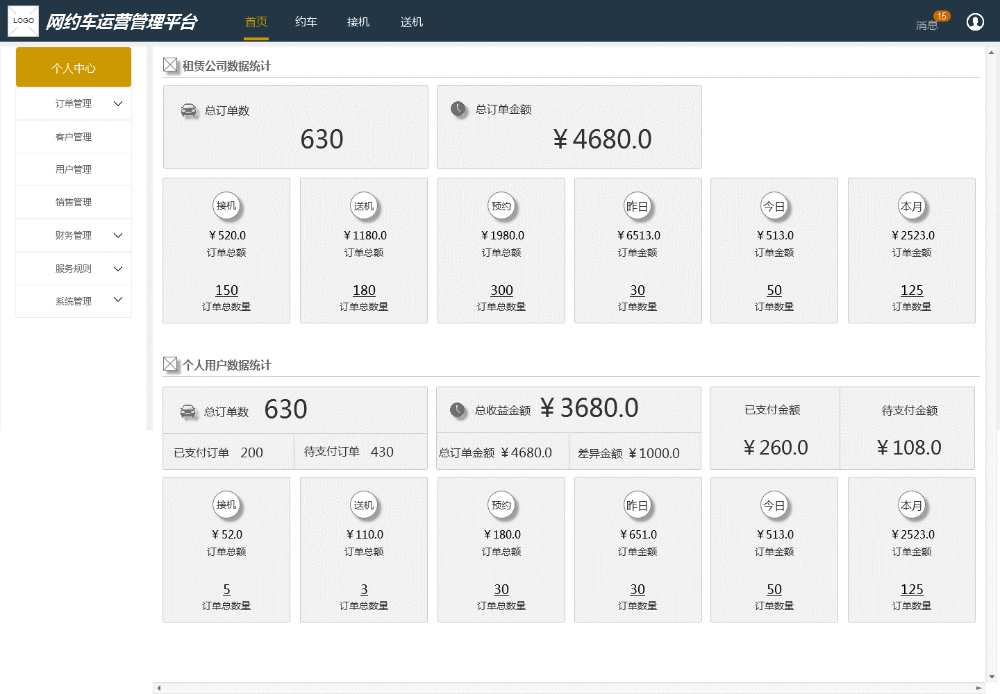 LOGO 网约车运营管理平台 首页 约车 接机 送机 消息 15
个人中心
订单管理
客户管理
用户管理
销售管理
财务管理
服务规则
系统管理
租赁公司数据统计
总订单数
630
总订单金额
¥4680.0
接机 送机 预约 昨日 今日 本月
¥520.0 ¥1180.0 ¥1980.0 ¥6513.0 ¥513.0 ¥2523.0
订单总额 订单总额 订单总额 订单金额 订单金额 订单金额
150 180 300 30 50 125
订单总数量 订单总数量 订单总数量 订单数量 订单数量 订单数量
个人用户数据统计
总订单数 630
已支付订单 200 待支付订单 430
总收益金额 ¥3680.0
总订单金额 ¥4680.0 差异金额 ¥1000.0
已支付金额 待支付金额
¥260.0 ¥108.0
接机 送机 预约 昨日 今日 本月
¥52.0 ¥110.0 ¥180.0 ¥651.0 ¥513.0 ¥2523.0
订单总额 订单总额 订单总额 订单金额 订单金额 订单金额
5 3 30 30 50 125
订单总数量 订单总数量 订单总数量 订单数量 订单数量 订单数量